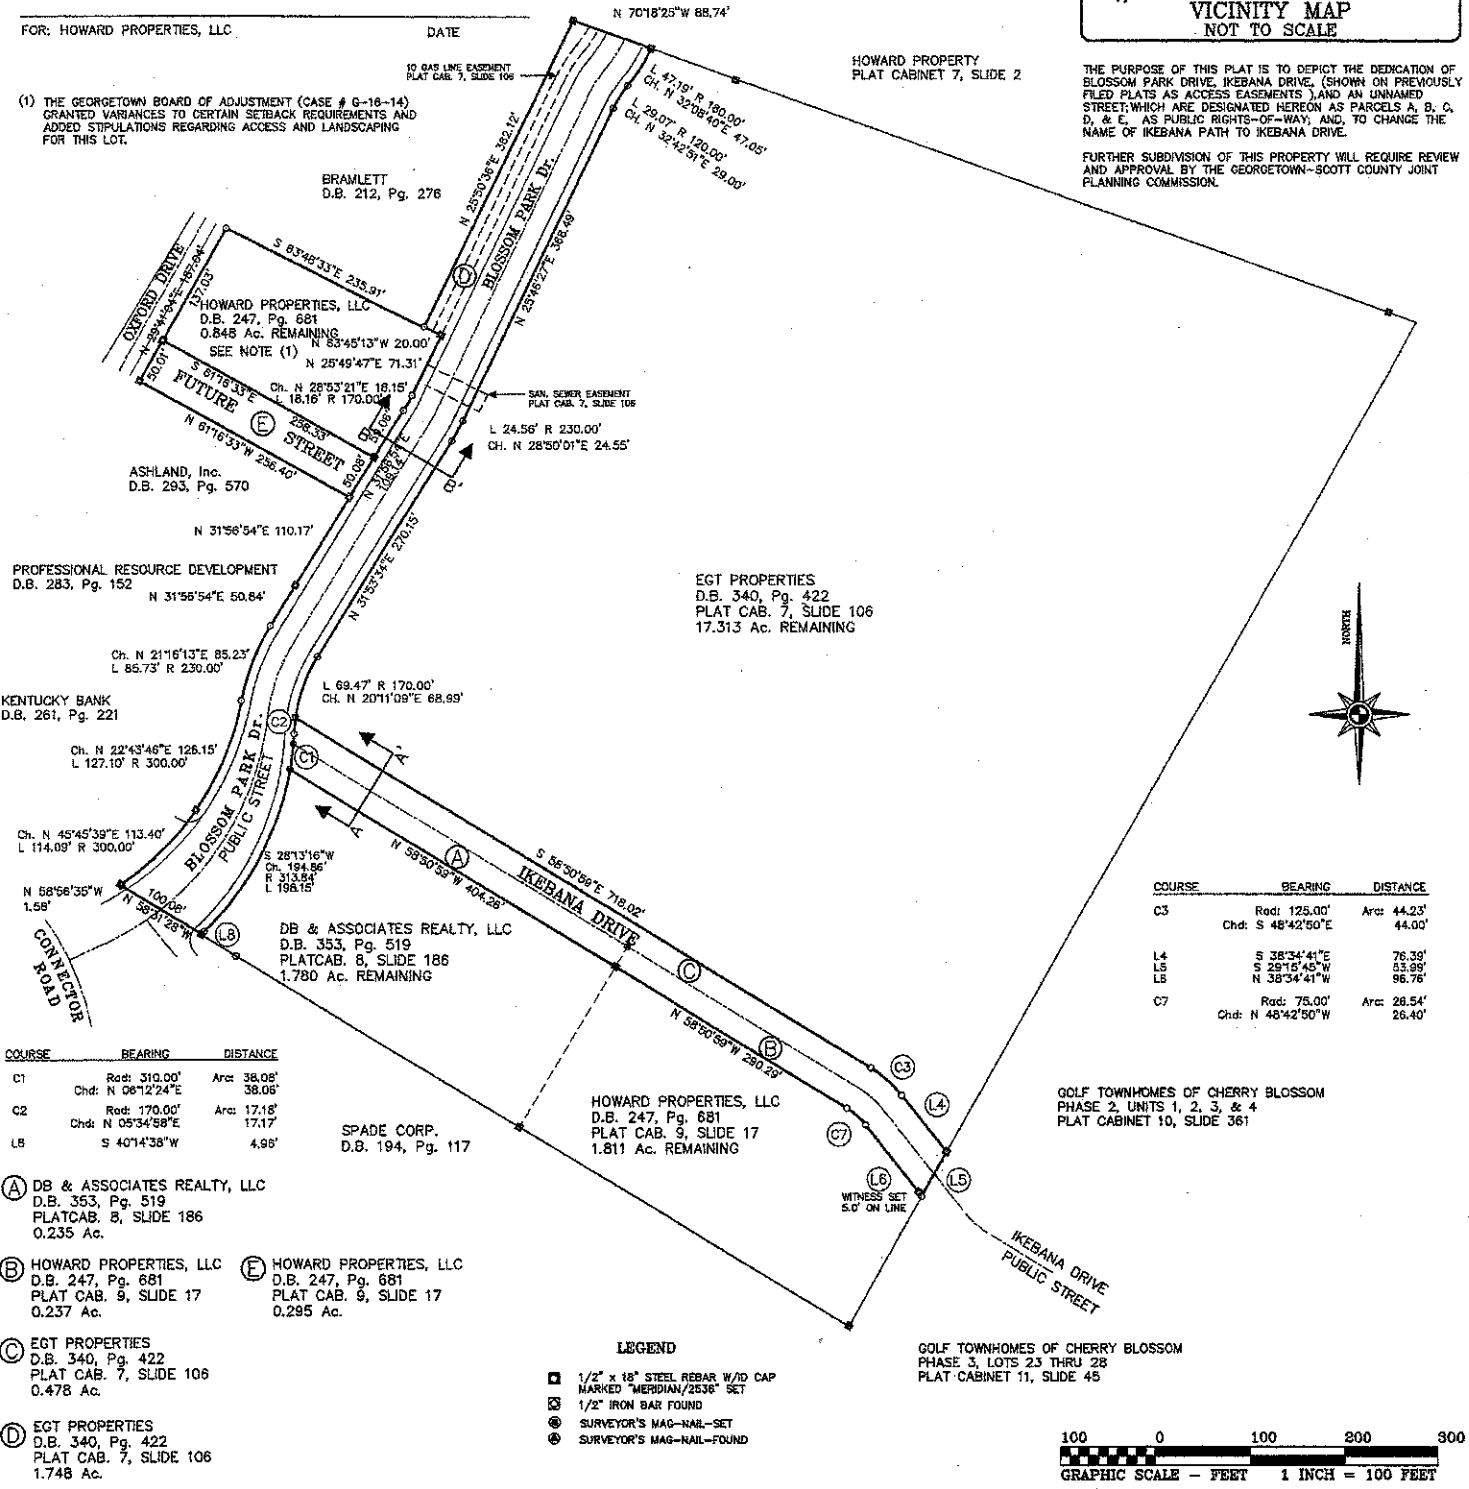 N 70°18'25"W 88.74'
FOR: HOWARD PROPERTIES, LLC
DATE
VICINITY MAP
NOT TO SCALE
10 GAS LINE EASEMENT
PLAT CAB. 7, SLIDE 106
HOWARD PROPERTY
PLAT CABINET 7, SLIDE 2
THE PURPOSE OF THIS PLAT IS TO DEPICT THE DEDICATION OF
BLOSSOM PARK DRIVE, IKEBANA DRIVE, (SHOWN ON PREVIOUSLY
FILED PLATS AS ACCESS EASEMENTS ),AND AN UNNAMED
STREET;WHICH ARE DESIGNATED HEREON AS PARCELS A, B, C,
D, & E, AS PUBLIC RIGHTS-OF-WAY; AND, TO CHANGE THE
NAME OF IKEBANA PATH TO IKEBANA DRIVE.
FURTHER SUBDIVISION OF THIS PROPERTY WILL REQUIRE REVIEW
AND APPROVAL BY THE GEORGETOWN-SCOTT COUNTY JOINT
PLANNING COMMISSION.
(1) THE GEORGETOWN BOARD OF ADJUSTMENT (CASE # G-16-14)
GRANTED VARIANCES TO CERTAIN SETBACK REQUIREMENTS AND
ADDED STIPULATIONS REGARDING ACCESS AND LANDSCAPING
FOR THIS LOT.
L 47.19' R 180.00'
CH. N 32°08'40"E 47.05'
L 29.07' R 120.00'
CH. N 32°42'51"E 29.00'
BRAMLETT
D.B. 212, Pg. 276
N 25°50'36"E 382.12'
BLOSSOM PARK Dr.
D
N 25°46'27"E 368.49'
OXFORD DRIVE
N 29°41'04"E 187.04'
137.03'
50.01'
S 63°48'33"E 235.91'
HOWARD PROPERTIES, LLC
D.B. 247, Pg. 681
0.848 Ac. REMAINING
SEE NOTE (1)
N 63°45'13"W 20.00'
N 25°49'47"E 71.31'
Ch. N 28°53'21"E 18.15'
L 18.16' R 170.00'
SAN. SEWER EASEMENT
PLAT CAB. 7, SLIDE 106
S 61°16'33"E
256.33'
FUTURE
E
STREET
N 61°16'33"W 256.40'
59.06'
50.08'
N 31°56'54"E
109.14'
B
B'
L 24.56' R 230.00'
CH. N 28°50'01"E 24.55'
ASHLAND, Inc.
D.B. 293, Pg. 570
N 31°56'54"E 110.17'
N 31°53'34"E 270.15'
PROFESSIONAL RESOURCE DEVELOPMENT
D.B. 283, Pg. 152
N 31°56'54"E 50.84'
EGT PROPERTIES
D.B. 340, Pg. 422
PLAT CAB. 7, SLIDE 106
17.313 Ac. REMAINING
NORTH
Ch. N 21°16'13"E 85.23'
L 85.73' R 230.00'
L 69.47' R 170.00'
CH. N 20°11'09"E 68.99'
KENTUCKY BANK
D.B. 261, Pg. 221
C2
C1
Ch. N 22°43'46"E 126.15'
L 127.10' R 300.00'
BLOSSOM PARK Dr.
PUBLIC STREET
A'
A
Ch. N 45°45'39"E 113.40'
L 114.09' R 300.00'
S 28°13'16"W
Ch. 194.86'
R 313.84'
L 198.15'
N 58°50'59"W 404.26'
A
S 58°50'59"E 718.02'
IKEBANA DRIVE
N 58°56'35"W
1.58'
100.08'
N 58°31'28"W
L8
CONNECTOR
ROAD
DB & ASSOCIATES REALTY, LLC
D.B. 353, Pg. 519
PLATCAB. 8, SLIDE 186
1.780 Ac. REMAINING
C
N 58°50'59"W 290.29'
B
COURSE BEARING DISTANCE
C3 Rad: 125.00' Arc: 44.23'
Chd: S 48°42'50"E 44.00'
L4 S 38°34'41"E 76.39'
L5 S 29°15'45"W 53.99'
L6 N 38°34'41"W 96.76'
C7 Rad: 75.00' Arc: 26.54'
Chd: N 48°42'50"W 26.40'
COURSE BEARING DISTANCE
C1 Rad: 310.00' Arc: 38.08'
Chd: N 06°12'24"E 38.06'
C2 Rad: 170.00' Arc: 17.18'
Chd: N 05°34'58"E 17.17'
L8 S 40°14'38"W 4.96'
SPADE CORP.
D.B. 194, Pg. 117
HOWARD PROPERTIES, LLC
D.B. 247, Pg. 681
PLAT CAB. 9, SLIDE 17
1.811 Ac. REMAINING
C3
L4
C7
L6
L5
WITNESS SET
5.0' ON LINE
GOLF TOWNHOMES OF CHERRY BLOSSOM
PHASE 2, UNITS 1, 2, 3, & 4
PLAT CABINET 10, SLIDE 361
IKEBANA DRIVE
PUBLIC STREET
A DB & ASSOCIATES REALTY, LLC
D.B. 353, Pg. 519
PLATCAB. 8, SLIDE 186
0.235 Ac.
B HOWARD PROPERTIES, LLC
D.B. 247, Pg. 681
PLAT CAB. 9, SLIDE 17
0.237 Ac.
E HOWARD PROPERTIES, LLC
D.B. 247, Pg. 681
PLAT CAB. 9, SLIDE 17
0.295 Ac.
C EGT PROPERTIES
D.B. 340, Pg. 422
PLAT CAB. 7, SLIDE 106
0.478 Ac.
D EGT PROPERTIES
D.B. 340, Pg. 422
PLAT CAB. 7, SLIDE 106
1.748 Ac.
LEGEND
1/2" x 18" STEEL REBAR W/ID CAP
MARKED "MERIDIAN/2536" SET
1/2" IRON BAR FOUND
SURVEYOR'S MAG-NAIL-SET
SURVEYOR'S MAG-NAIL-FOUND
GOLF TOWNHOMES OF CHERRY BLOSSOM
PHASE 3, LOTS 23 THRU 28
PLAT CABINET 11, SLIDE 45
100 0 100 200 300
GRAPHIC SCALE - FEET 1 INCH = 100 FEET